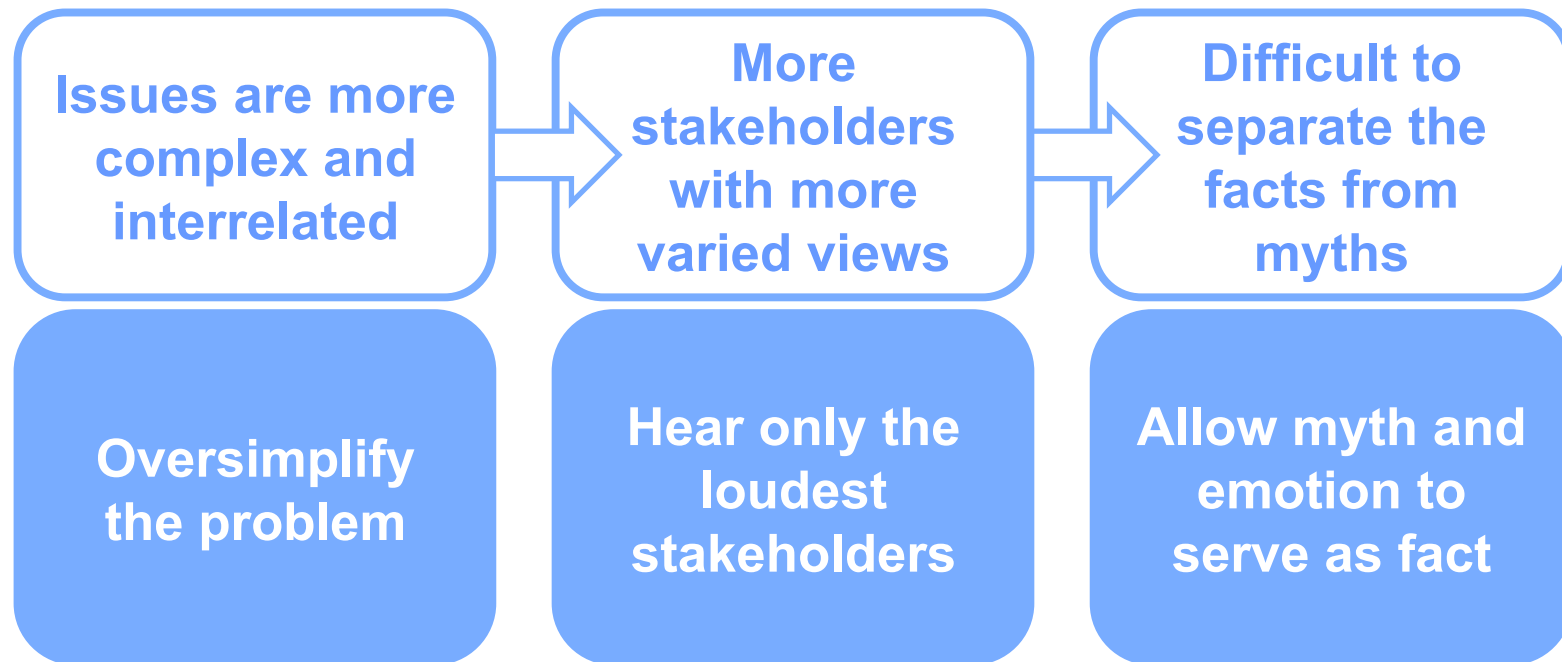 Issues are more
complex and
interrelated
More
stakeholders
with more
varied views
Difficult to
separate the
facts from
myths
Oversimplify
the problem
Hear only the
loudest
stakeholders
Allow myth and
emotion to
serve as fact